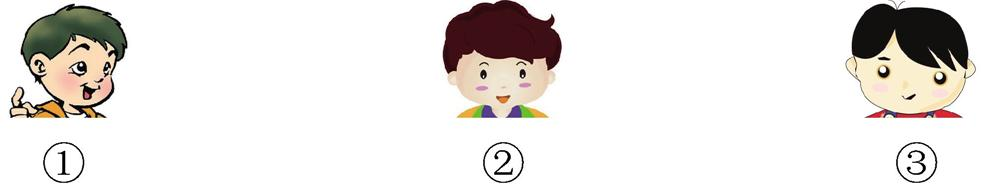 ① ② ③